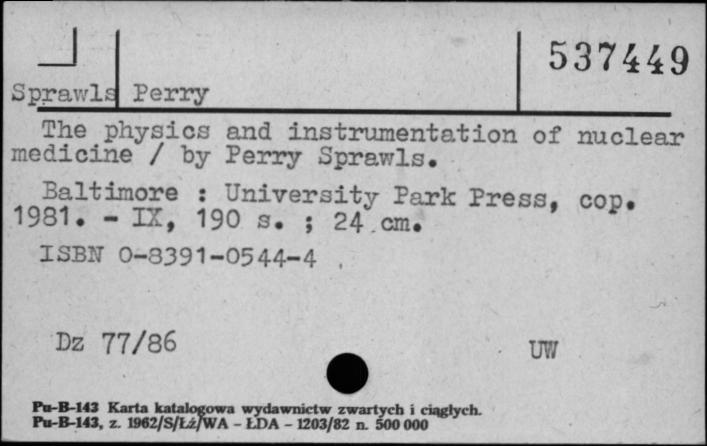 537449
Sprawls Perry
The physics and instrumentation of nuclear
medicine / by Perry Sprawls.
Baltimore : University Park Press, cop.
1981. - IX, 190 s. ; 24 cm.
ISBN 0-8391-0544-4
Dz 77/86
UW
Pu-B-143 Karta katalogowa wydawnictw zwartych i ciągłych.
Pu-B-143, z. 1962/S/Łż/WA - ŁDA - 1203/82 n. 500 000